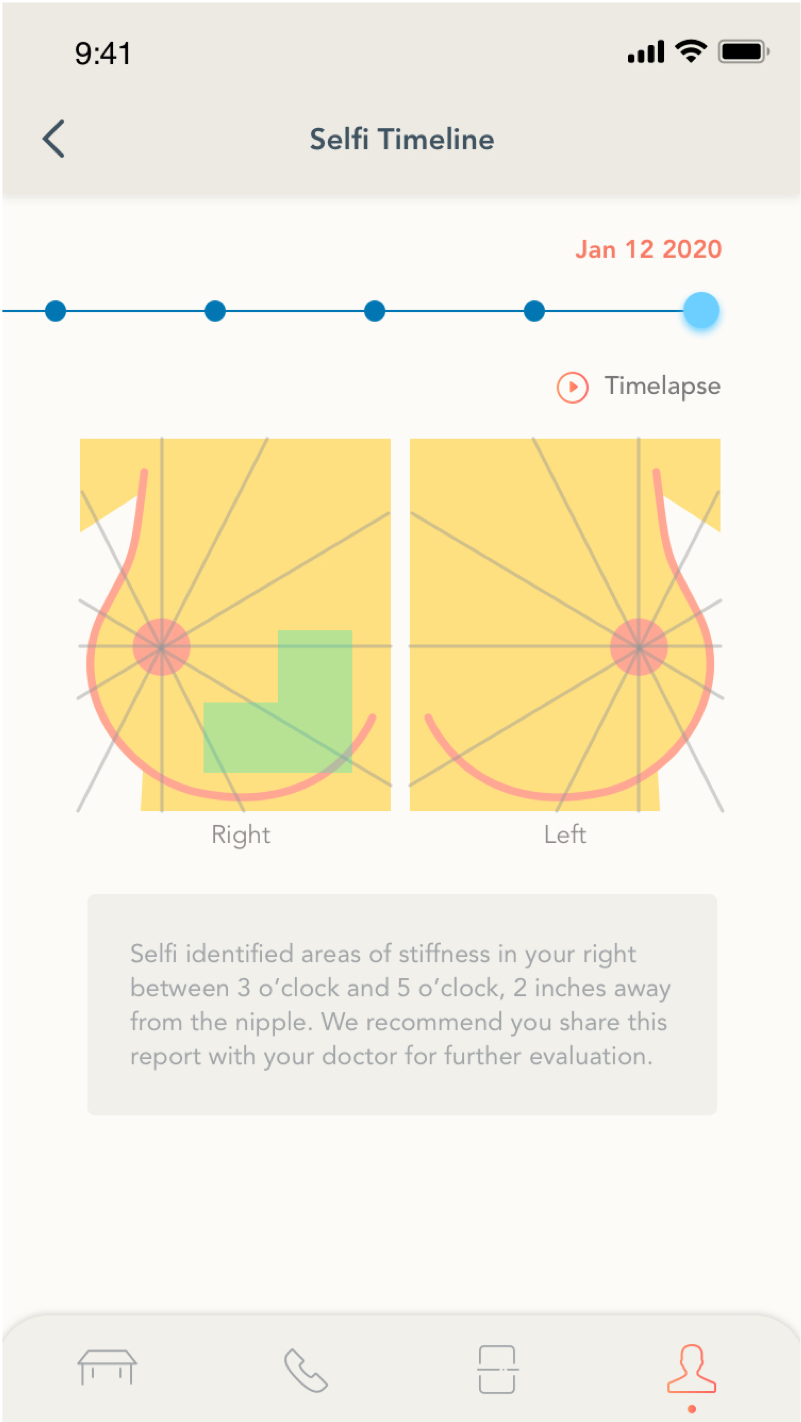 9:41
Selfi Timeline
Jan 12 2020
Timelapse
Right
Left
Selfi identified areas of stiffness in your right
between 3 o’clock and 5 o’clock, 2 inches away
from the nipple. We recommend you share this
report with your doctor for further evaluation.